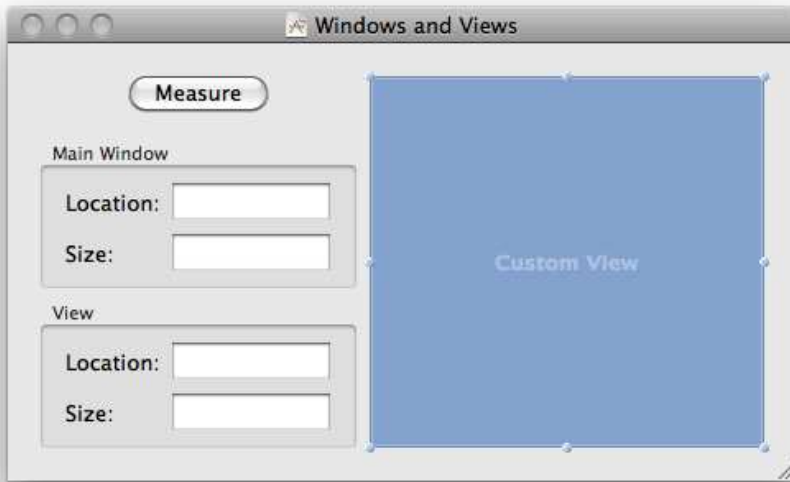 Windows and Views
Measure
Main Window
Location:
Size:
View
Location:
Size:
Custom View